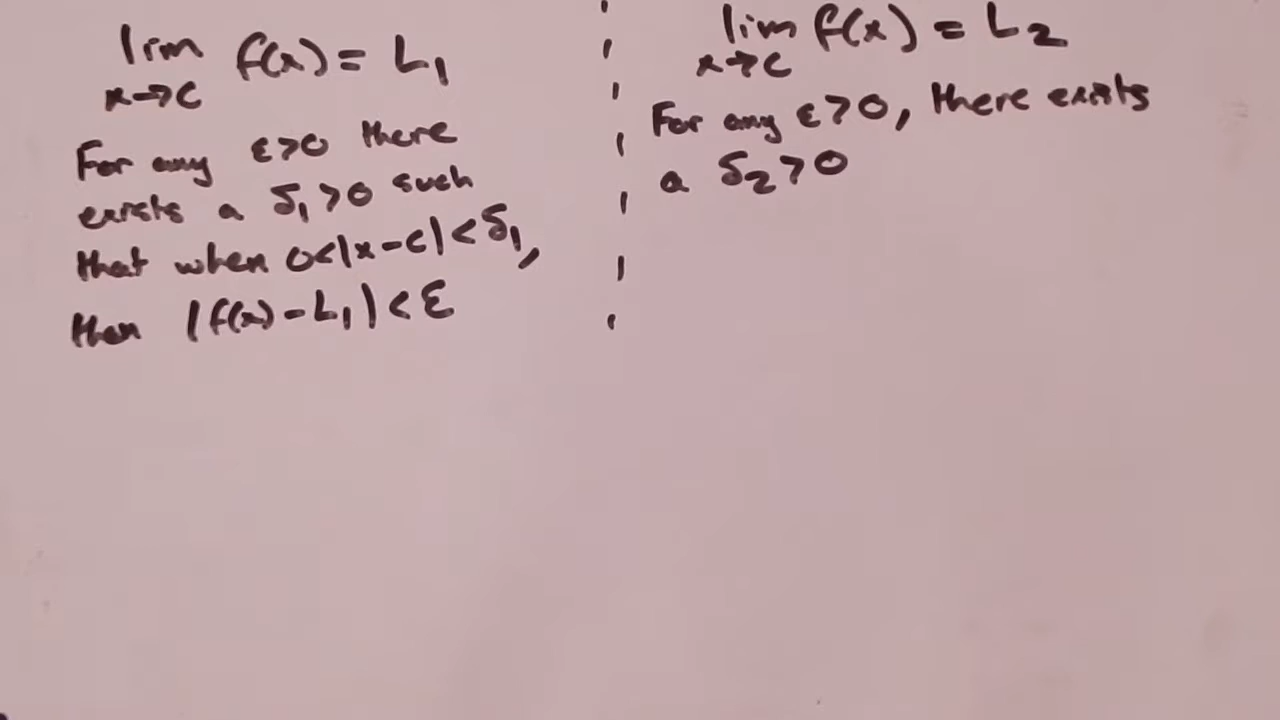 lim f(x) = L₁
x→c
For any ε>0 there
exists a δ₁>0 such
that when 0<|x-c|<δ₁,
then |f(x)-L₁|<ε
lim f(x) = L₂
x→c
For any ε>0, there exists
a δ₂>0